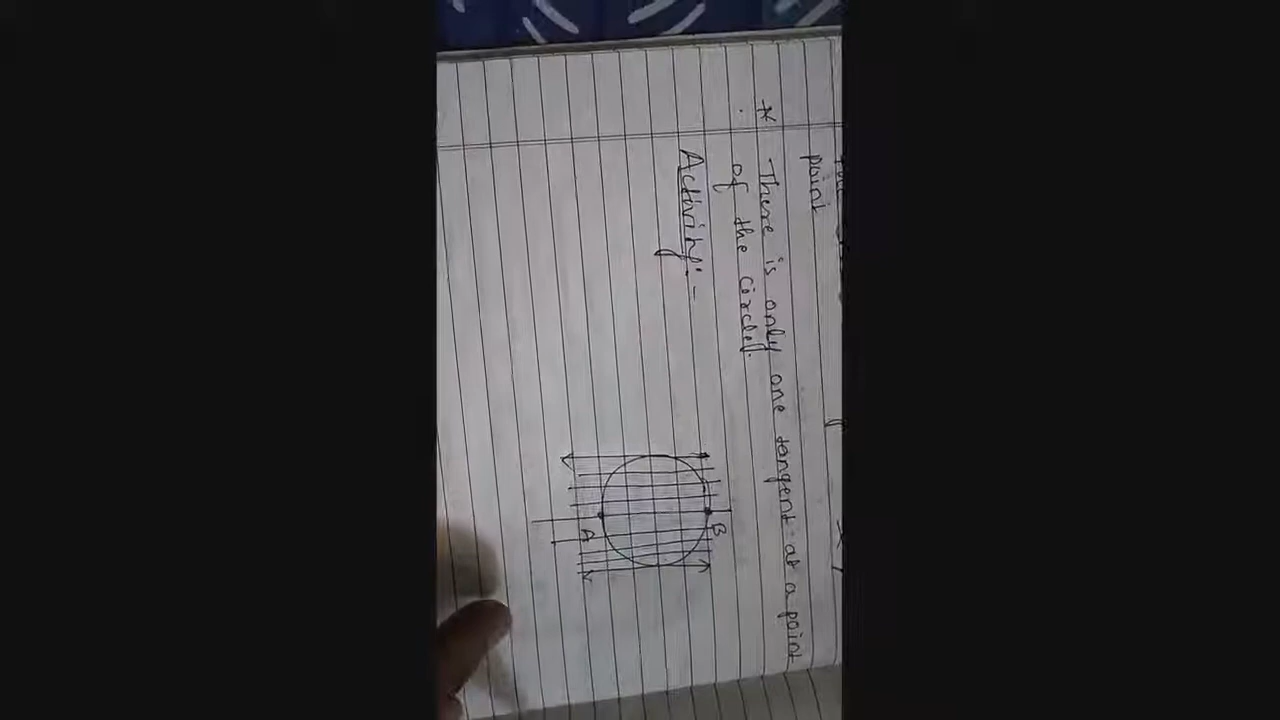 point
* There is only one tangent at a point
of the circle.
Activity:-
B
A